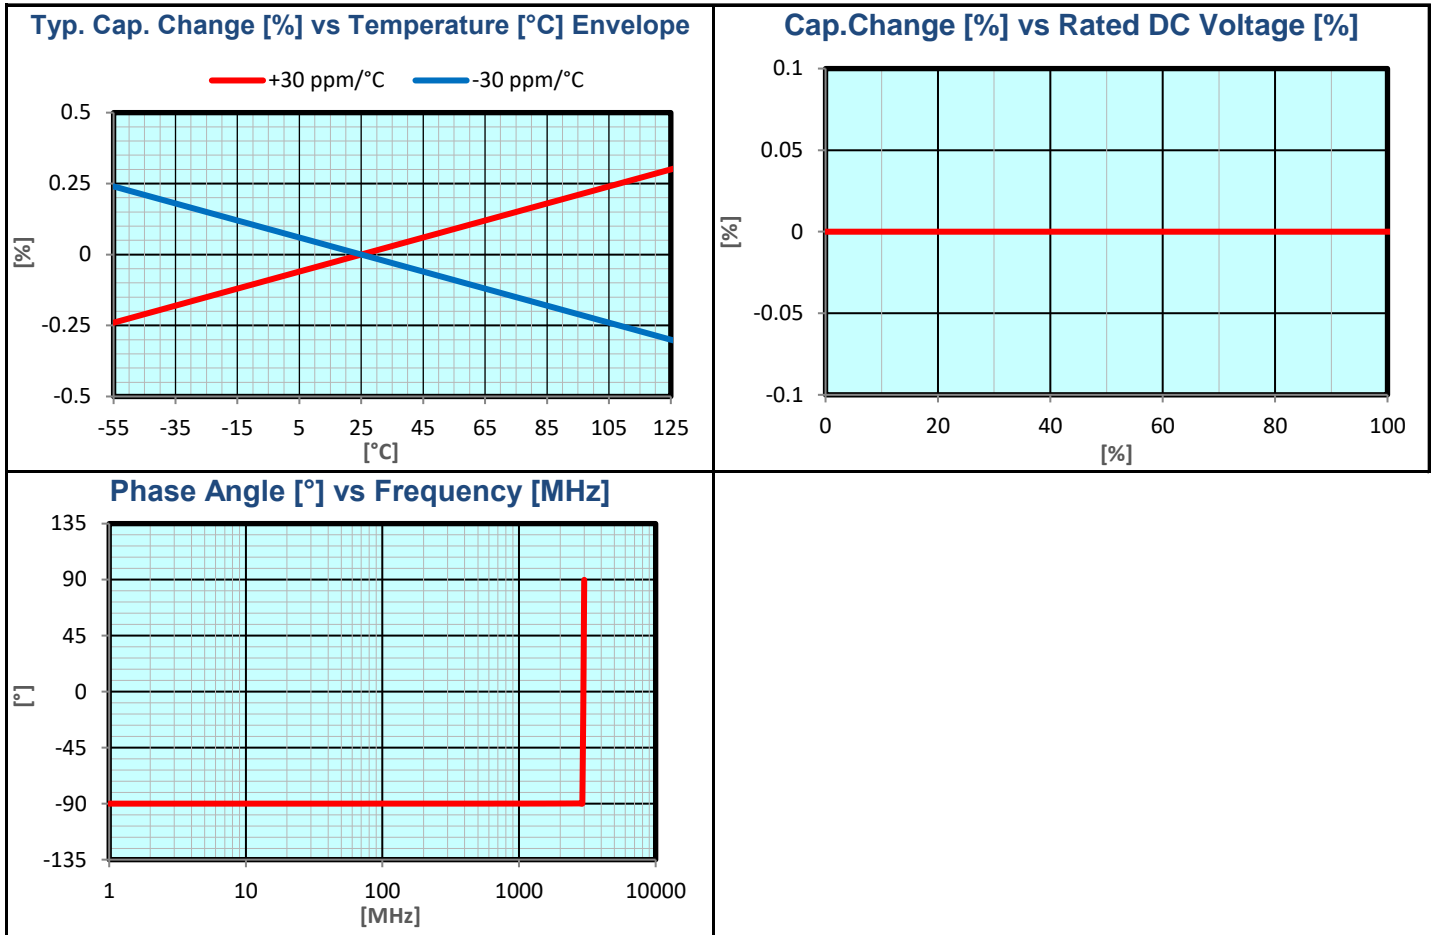 Typ. Cap. Change [%] vs Temperature [°C] Envelope
+30 ppm/°C -30 ppm/°C
0.5
0.25
0
-0.25
-0.5
[%]
-55 -35 -15 5 25 45 65 85 105 125
[°C]
Cap.Change [%] vs Rated DC Voltage [%]
0.1
0.05
0
-0.05
-0.1
[%]
0 20 40 60 80 100
[%]
Phase Angle [°] vs Frequency [MHz]
135
90
45
0
-45
-90
-135
[°]
1 10 100 1000 10000
[MHz]